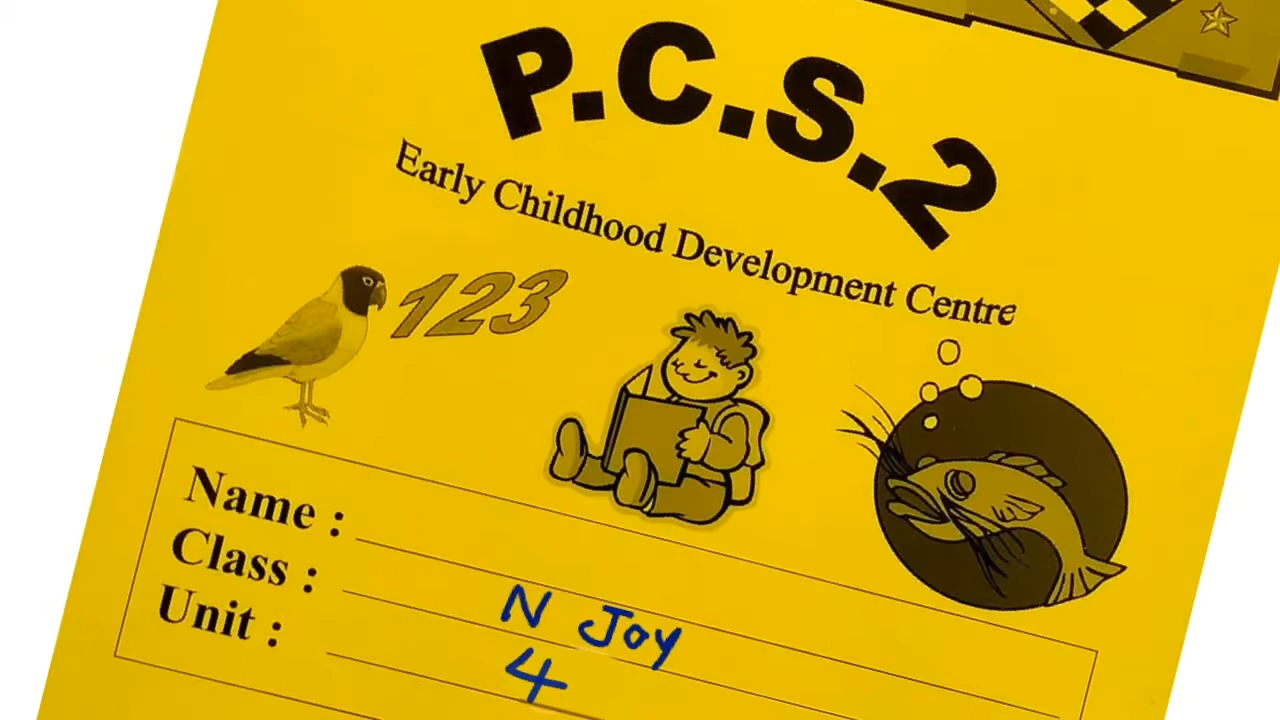 P.C.S.2
Early Childhood Development Centre
123
Name :
Class : N Joy
Unit : 4